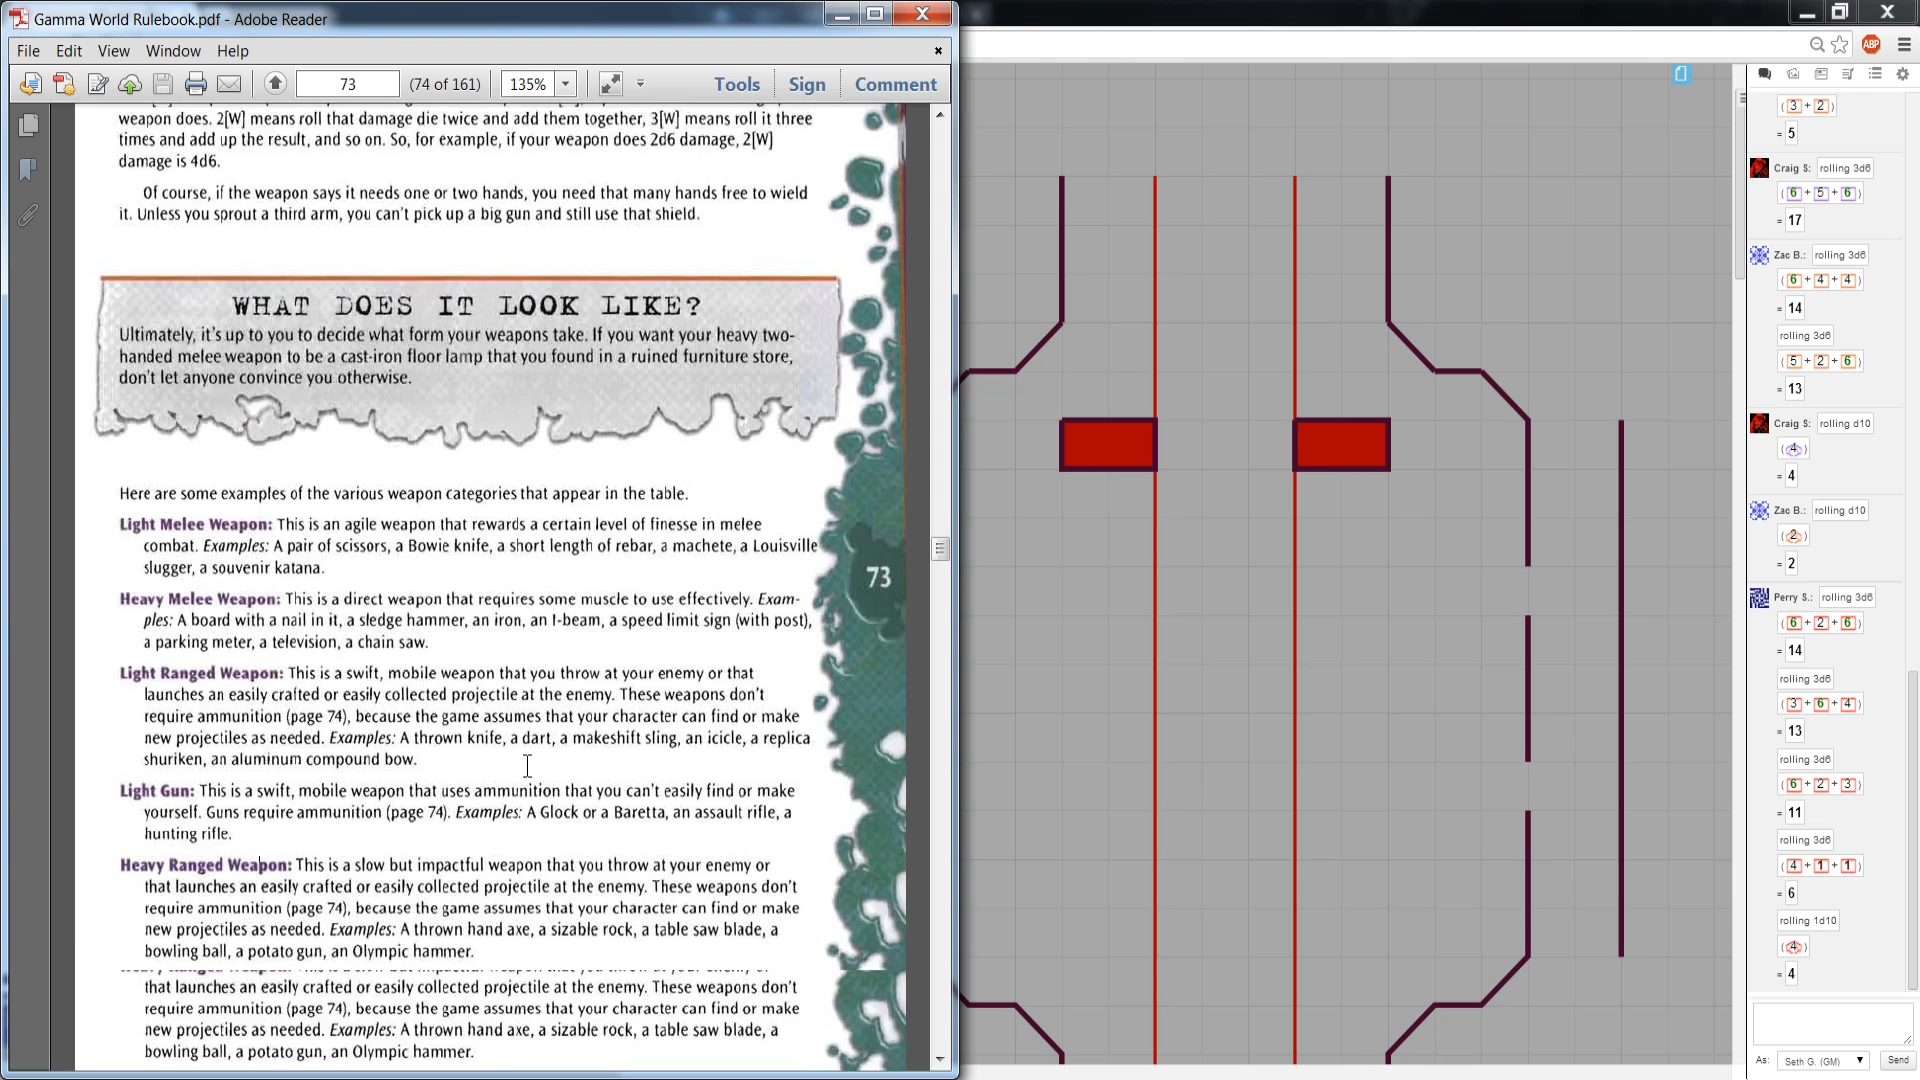 Gamma World Rulebook.pdf - Adobe Reader
File Edit View Window Help
73 (74 of 161) 135% Tools Sign Comment
weapon does. 2[W] means roll that damage die twice and add them together, 3[W] means roll it three
times and add up the result, and so on. So, for example, if your weapon does 2d6 damage, 2[W]
damage is 4d6.
Of course, if the weapon says it needs one or two hands, you need that many hands free to wield
it. Unless you sprout a third arm, you can't pick up a big gun and still use that shield.
WHAT DOES IT LOOK LIKE?
Ultimately, it's up to you to decide what form your weapons take. If you want your heavy two-
handed melee weapon to be a cast-iron floor lamp that you found in a ruined furniture store,
don't let anyone convince you otherwise.
Here are some examples of the various weapon categories that appear in the table.
Light Melee Weapon: This is an agile weapon that rewards a certain level of finesse in melee
combat. Examples: A pair of scissors, a Bowie knife, a short length of rebar, a machete, a Louisville
slugger, a souvenir katana.
Heavy Melee Weapon: This is a direct weapon that requires some muscle to use effectively. Exam-
ples: A board with a nail in it, a sledge hammer, an iron, an I-beam, a speed limit sign (with post),
a parking meter, a television, a chain saw.
Light Ranged Weapon: This is a swift, mobile weapon that you throw at your enemy or that
launches an easily crafted or easily collected projectile at the enemy. These weapons don't
require ammunition (page 74), because the game assumes that your character can find or make
new projectiles as needed. Examples: A thrown knife, a dart, a makeshift sling, an icicle, a replica
shuriken, an aluminum compound bow.
Light Gun: This is a swift, mobile weapon that uses ammunition that you can't easily find or make
yourself. Guns require ammunition (page 74). Examples: A Glock or a Baretta, an assault rifle, a
hunting rifle.
Heavy Ranged Weapon: This is a slow but impactful weapon that you throw at your enemy or
that launches an easily crafted or easily collected projectile at the enemy. These weapons don't
require ammunition (page 74), because the game assumes that your character can find or make
new projectiles as needed. Examples: A thrown hand axe, a sizable rock, a table saw blade, a
bowling ball, a potato gun, an Olympic hammer.
that launches an easily crafted or easily collected projectile at the enemy. These weapons don't
require ammunition (page 74), because the game assumes that your character can find or make
new projectiles as needed. Examples: A thrown hand axe, a sizable rock, a table saw blade, a
bowling ball, a potato gun, an Olympic hammer.
73
ABP
(3+2)
= 5
Craig S: rolling 3d6
(6+5+6)
= 17
Zac B.: rolling 3d6
(6+4+4)
= 14
rolling 3d6
(5+2+6)
= 13
Craig S: rolling d10
(4)
= 4
Zac B.: rolling d10
(2)
= 2
Perry S.: rolling 3d6
(6+2+6)
= 14
rolling 3d6
(3+6+4)
= 13
rolling 3d6
(6+2+3)
= 11
rolling 3d6
(4+1+1)
= 6
rolling 1d10
(4)
= 4
As: Seth G. (GM) Send